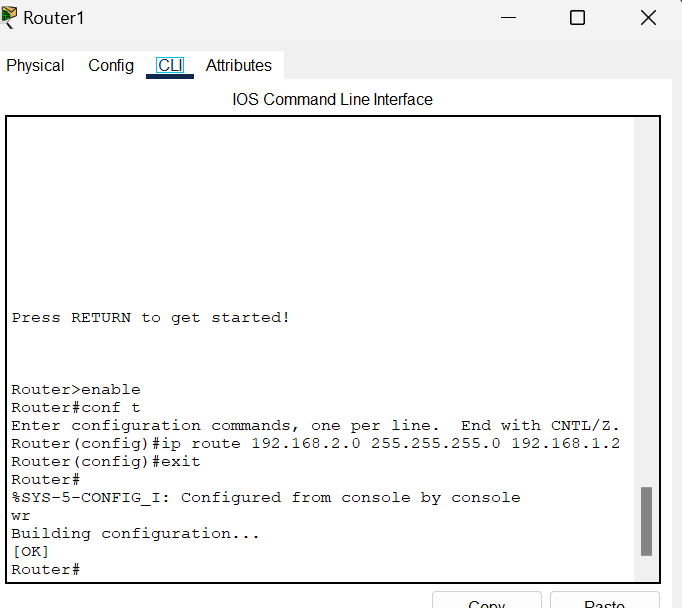 Router1
Physical Config CLI Attributes
IOS Command Line Interface
Press RETURN to get started!
Router>enable
Router#conf t
Enter configuration commands, one per line.  End with CNTL/Z.
Router(config)#ip route 192.168.2.0 255.255.255.0 192.168.1.2
Router(config)#exit
Router#
%SYS-5-CONFIG_I: Configured from console by console
wr
Building configuration...
[OK]
Router#
Copy Paste